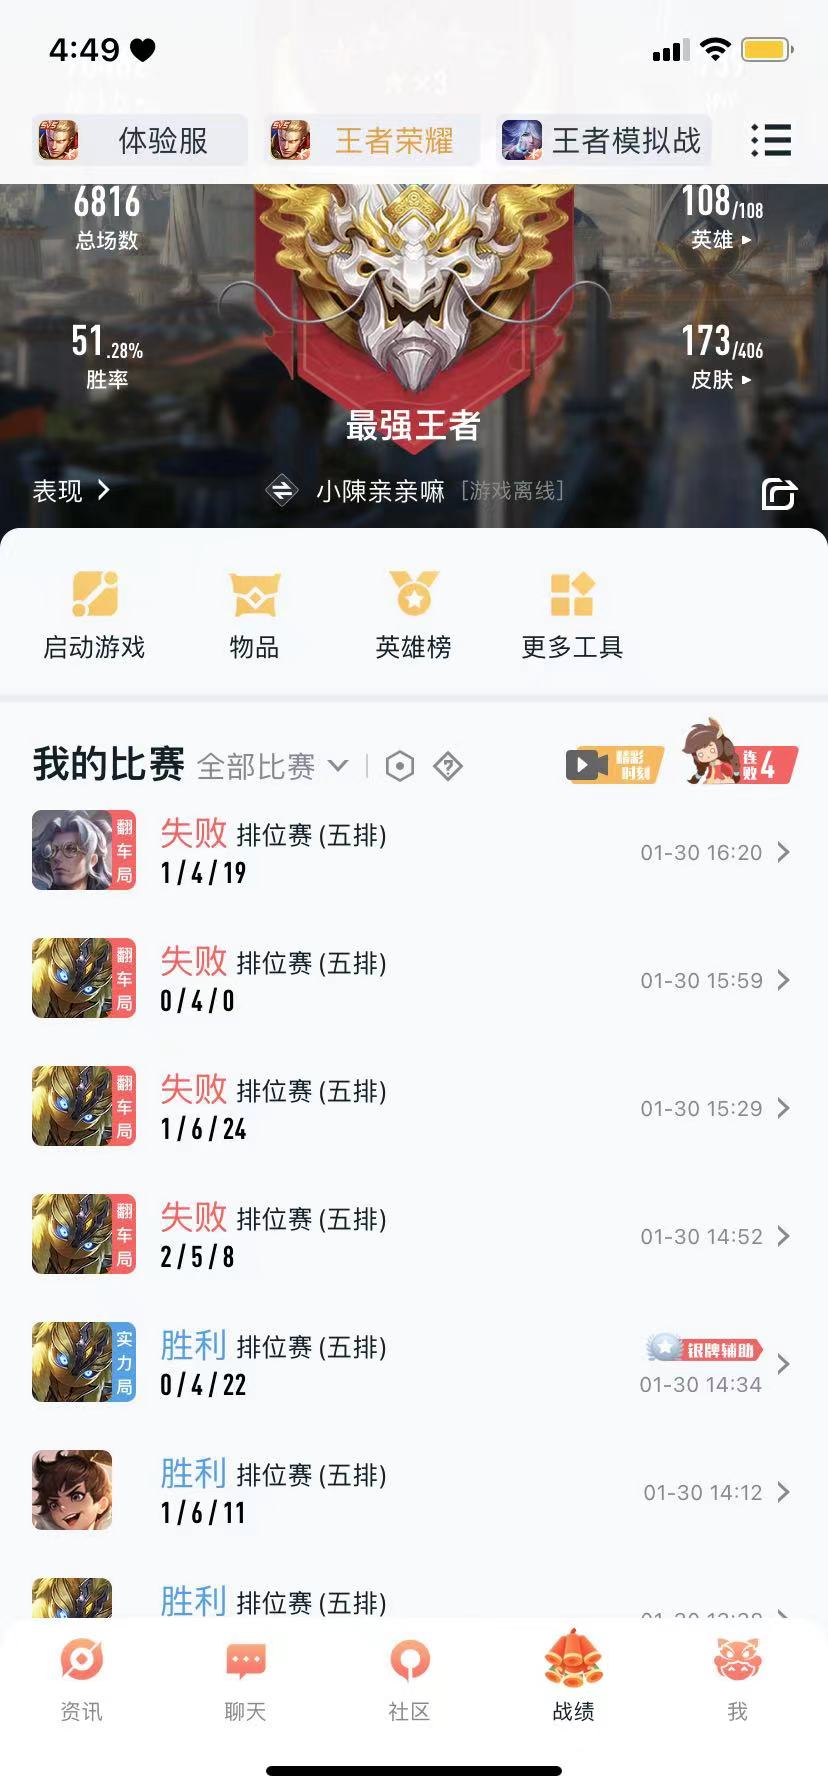 4:49
体验服
王者荣耀
王者模拟战
6816
总场数
108/108
英雄
51.28%
胜率
173/406
皮肤
最强王者
表现
小陳亲亲嘛 [游戏离线]
启动游戏
物品
英雄榜
更多工具
我的比赛 全部比赛
精彩时刻
连败4
翻车局
失败 排位赛 (五排)
1/4/19
01-30 16:20
翻车局
失败 排位赛 (五排)
0/4/0
01-30 15:59
翻车局
失败 排位赛 (五排)
1/6/24
01-30 15:29
翻车局
失败 排位赛 (五排)
2/5/8
01-30 14:52
实力局
胜利 排位赛 (五排)
0/4/22
银牌辅助
01-30 14:34
胜利 排位赛 (五排)
1/6/11
01-30 14:12
胜利 排位赛 (五排)
资讯
聊天
社区
战绩
我